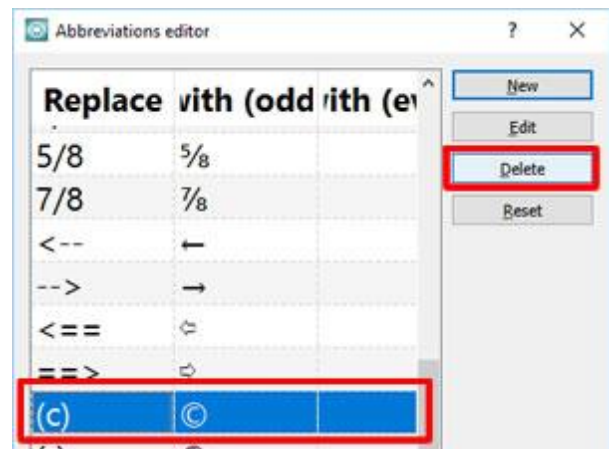 Abbreviations editor ? ×
Replace with (odd with (ev
5/8 ⅝
7/8 ⅞
<-- ←
--> →
<== ⇦
==> ⇨
(c) ©
New
Edit
Delete
Reset